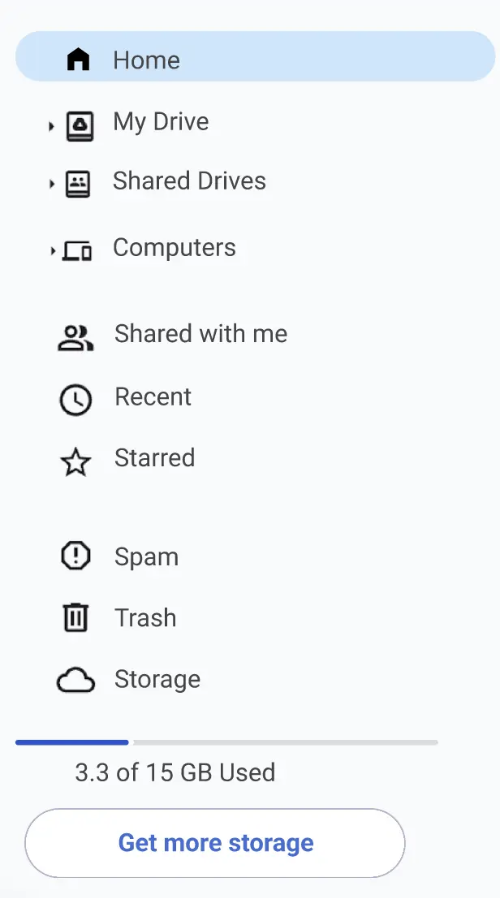 Home
My Drive
Shared Drives
Computers
Shared with me
Recent
Starred
Spam
Trash
Storage
3.3 of 15 GB Used
Get more storage